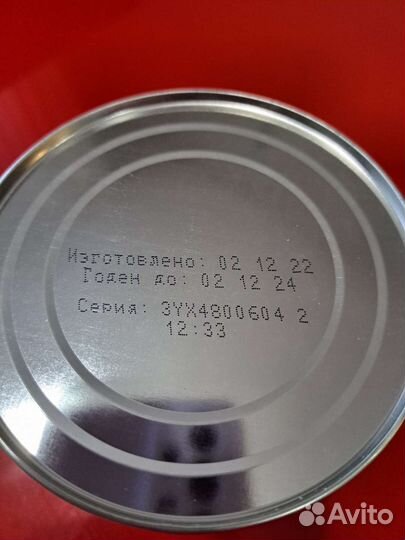 Изготовлено: 02 12 22
Годен до: 02 12 24
Серия: 3YX4800604 2
12:33
Avito